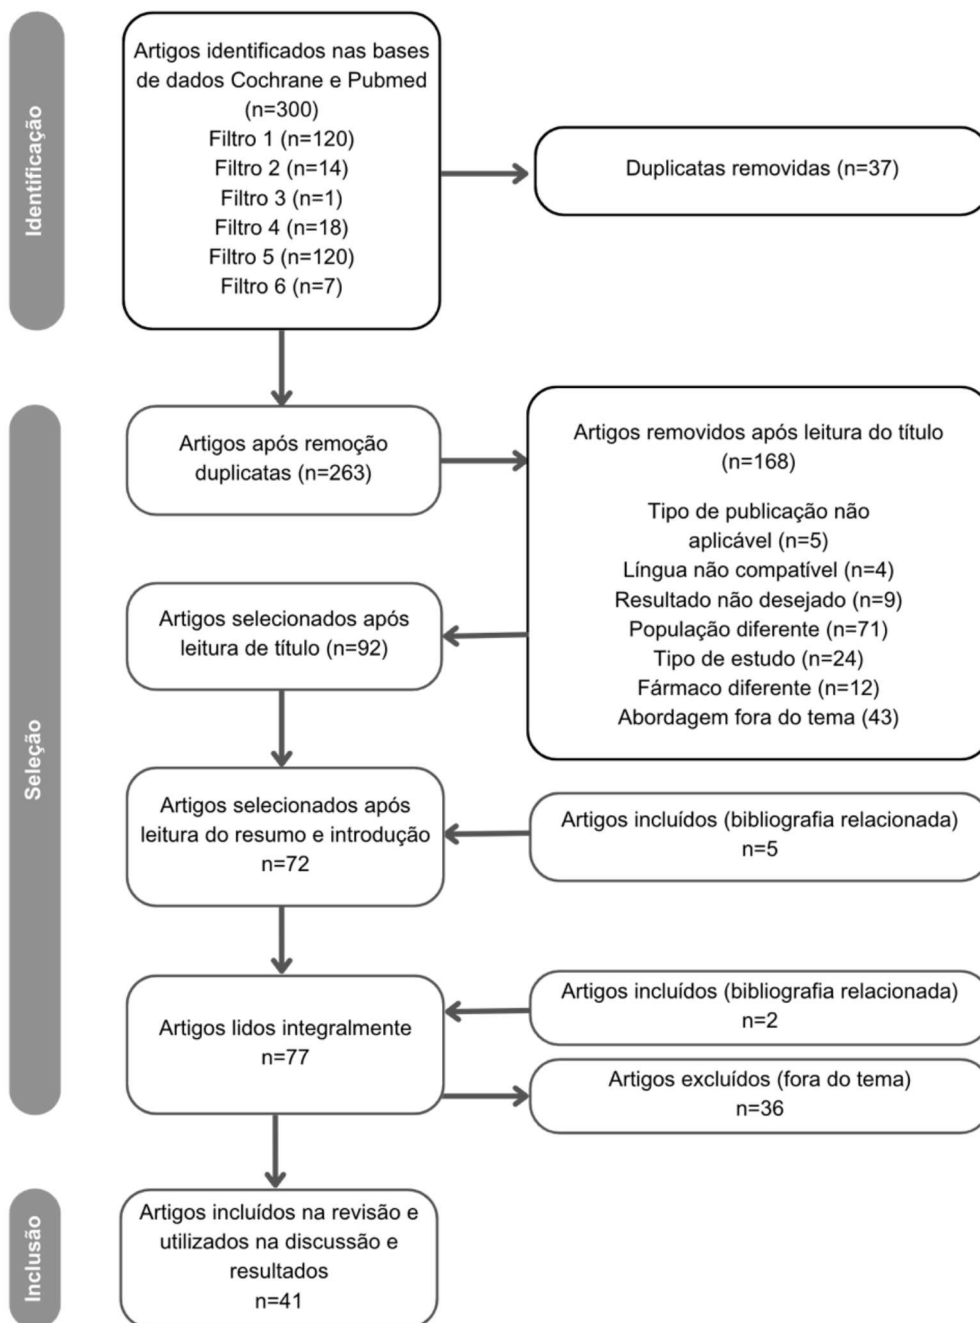 Identificação
Artigos identificados nas bases
de dados Cochrane e Pubmed
(n=300)
Filtro 1 (n=120)
Filtro 2 (n=14)
Filtro 3 (n=1)
Filtro 4 (n=18)
Filtro 5 (n=120)
Filtro 6 (n=7)
Duplicatas removidas (n=37)
Seleção
Artigos após remoção
duplicatas (n=263)
Artigos removidos após leitura do título
(n=168)
Tipo de publicação não
aplicável (n=5)
Língua não compatível (n=4)
Resultado não desejado (n=9)
População diferente (n=71)
Tipo de estudo (n=24)
Fármaco diferente (n=12)
Abordagem fora do tema (43)
Artigos selecionados após
leitura de título (n=92)
Artigos selecionados após
leitura do resumo e introdução
n=72
Artigos incluídos (bibliografia relacionada)
n=5
Artigos lidos integralmente
n=77
Artigos incluídos (bibliografia relacionada)
n=2
Artigos excluídos (fora do tema)
n=36
Inclusão
Artigos incluídos na revisão e
utilizados na discussão e
resultados
n=41